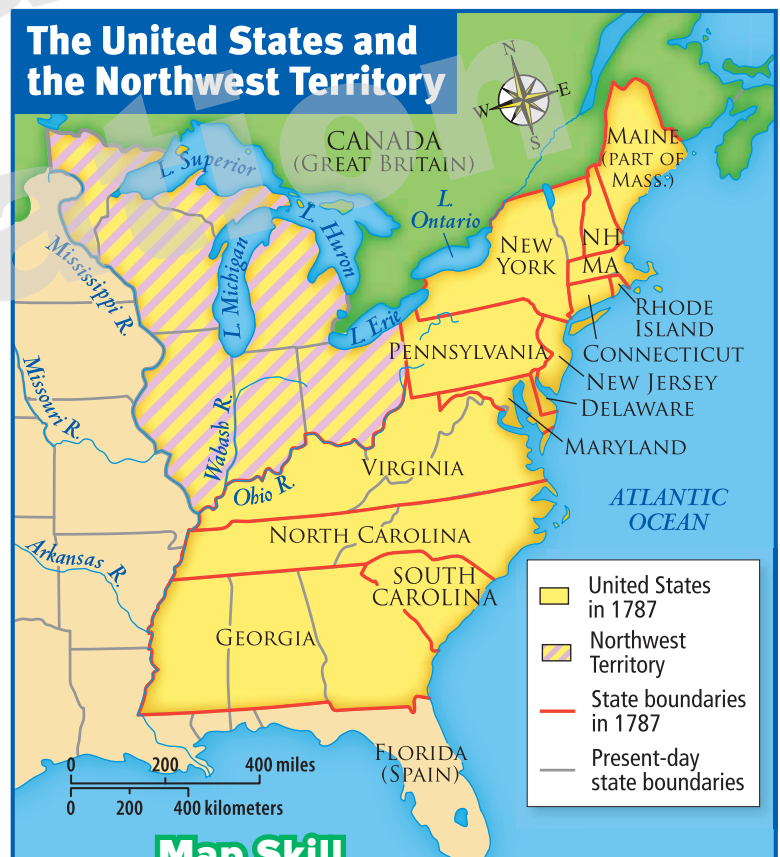 The United States and
the Northwest Territory
N
W
E
S
CANADA
(GREAT BRITAIN)
MAINE
(PART OF
MASS.)
L. Superior
L.
Ontario
L. Huron
L. Michigan
NEW
YORK
NH
MA
Mississippi R.
L. Erie
RHODE
ISLAND
CONNECTICUT
PENNSYLVANIA
NEW JERSEY
DELAWARE
MARYLAND
Missouri R.
Wabash R.
Ohio R.
VIRGINIA
ATLANTIC
OCEAN
NORTH CAROLINA
Arkansas R.
SOUTH
CAROLINA
GEORGIA
FLORIDA
(SPAIN)
United States
in 1787
Northwest
Territory
State boundaries
in 1787
Present-day
state boundaries
0 200 400 miles
0 200 400 kilometers
Map Skill